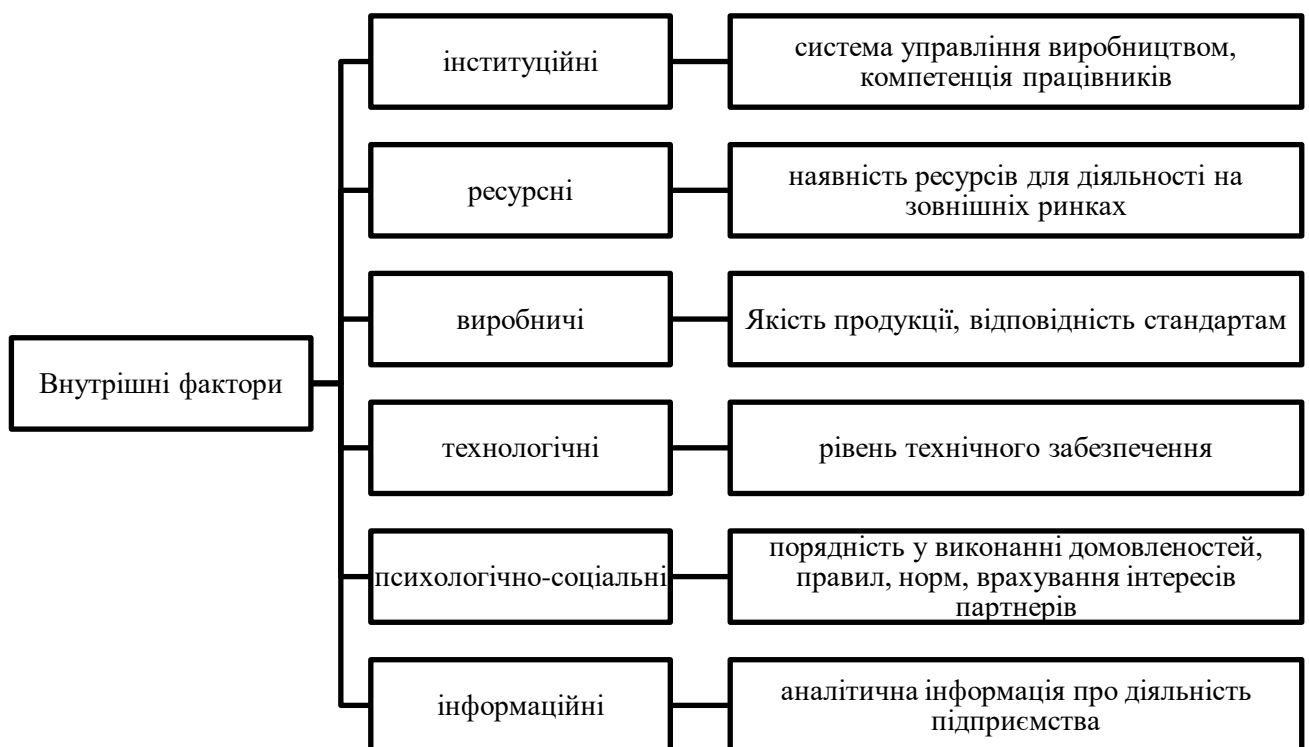 Внутрішні фактори
інституційні
система управління виробництвом,
компетенція працівників
ресурсні
наявність ресурсів для діяльності на
зовнішніх ринках
виробничі
Якість продукції, відповідність стандартам
технологічні
рівень технічного забезпечення
психологічно-соціальні
порядність у виконанні домовленостей,
правил, норм, врахування інтересів
партнерів
інформаційні
аналітична інформація про діяльність
підприємства